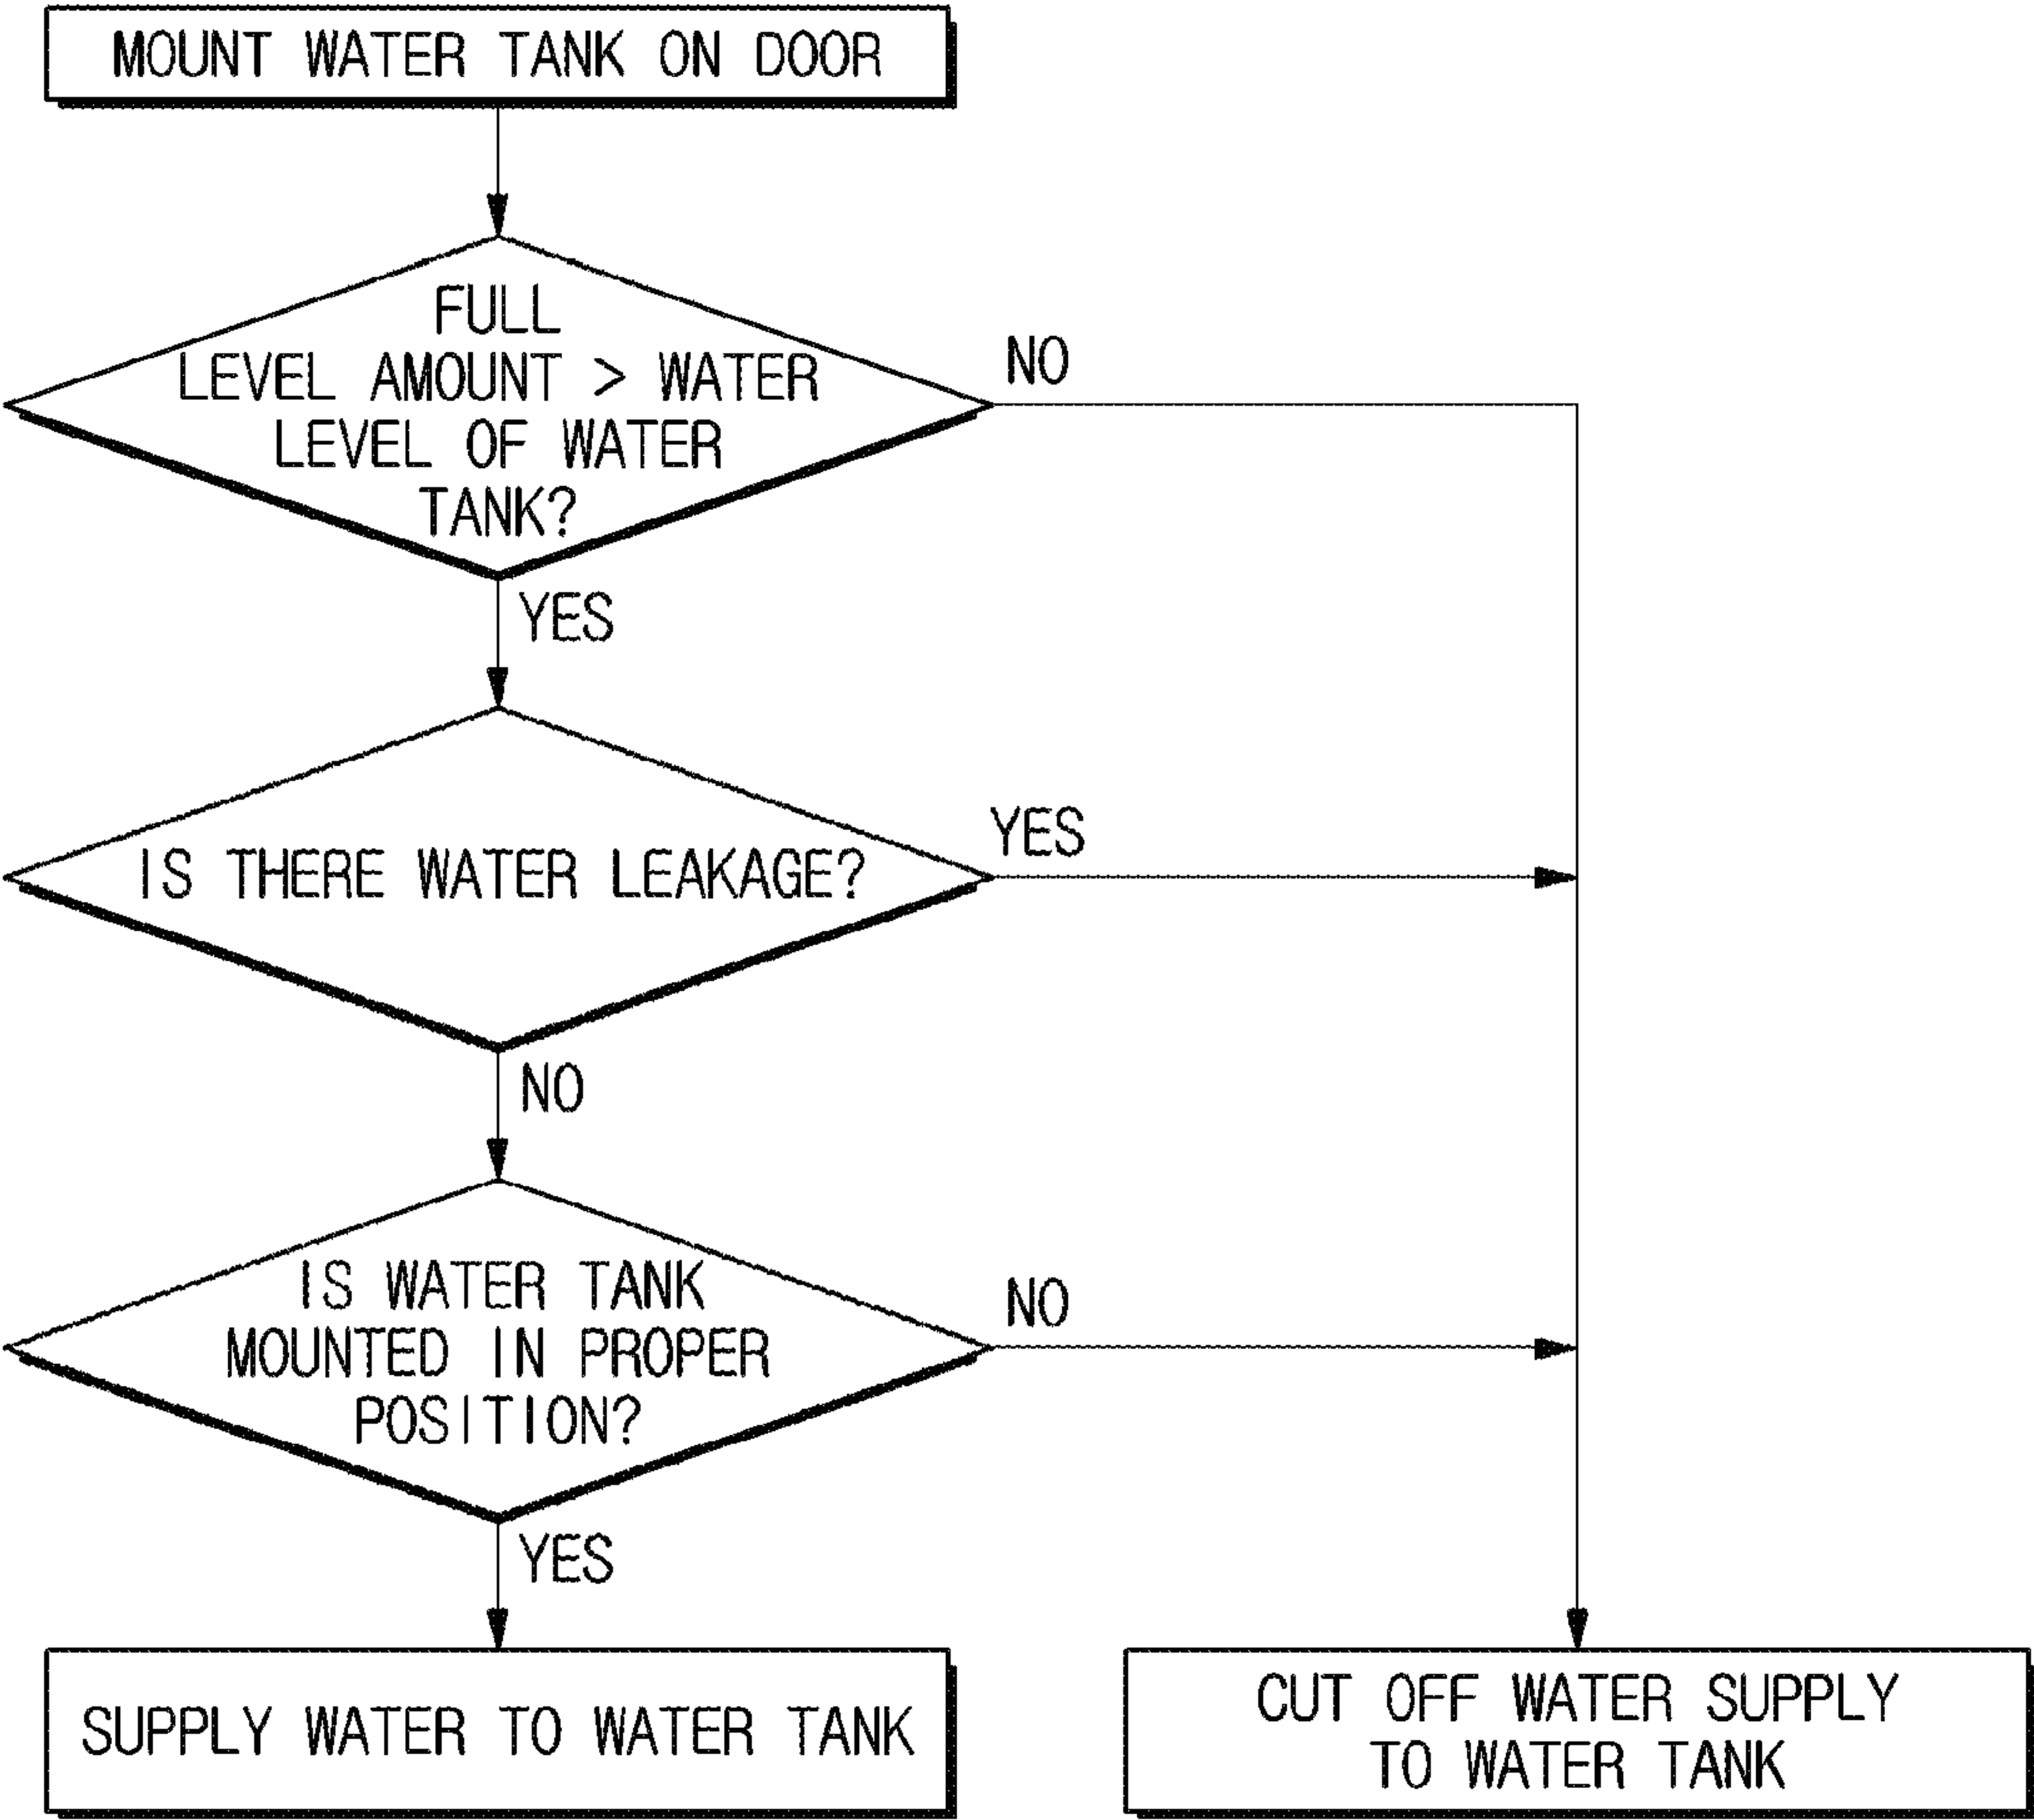 MOUNT WATER TANK ON DOOR
FULL
LEVEL AMOUNT > WATER
LEVEL OF WATER
TANK?
NO
YES
IS THERE WATER LEAKAGE?
YES
NO
IS WATER TANK
MOUNTED IN PROPER
POSITION?
NO
YES
SUPPLY WATER TO WATER TANK
CUT OFF WATER SUPPLY
TO WATER TANK